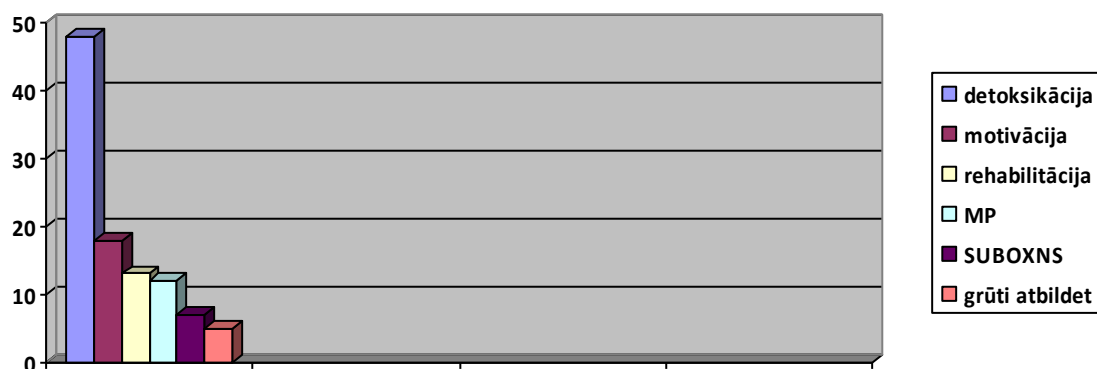 50
40
30
20
10
0
detoksikācija
motivācija
rehabilitācija
MP
SUBOXNS
grūti atbildet